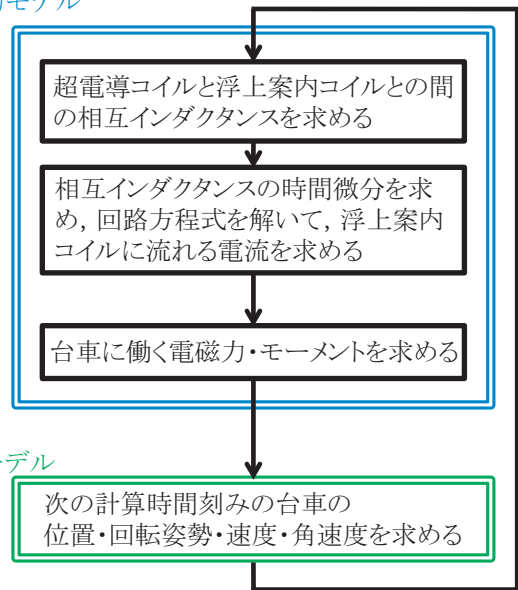 モデル
超電導コイルと浮上案内コイルとの間
の相互インダクタンスを求める
相互インダクタンスの時間微分を求
め, 回路方程式を解いて, 浮上案内
コイルに流れる電流を求める
台車に働く電磁力・モーメントを求める
デル
次の計算時間刻みの台車の
位置・回転姿勢・速度・角速度を求める